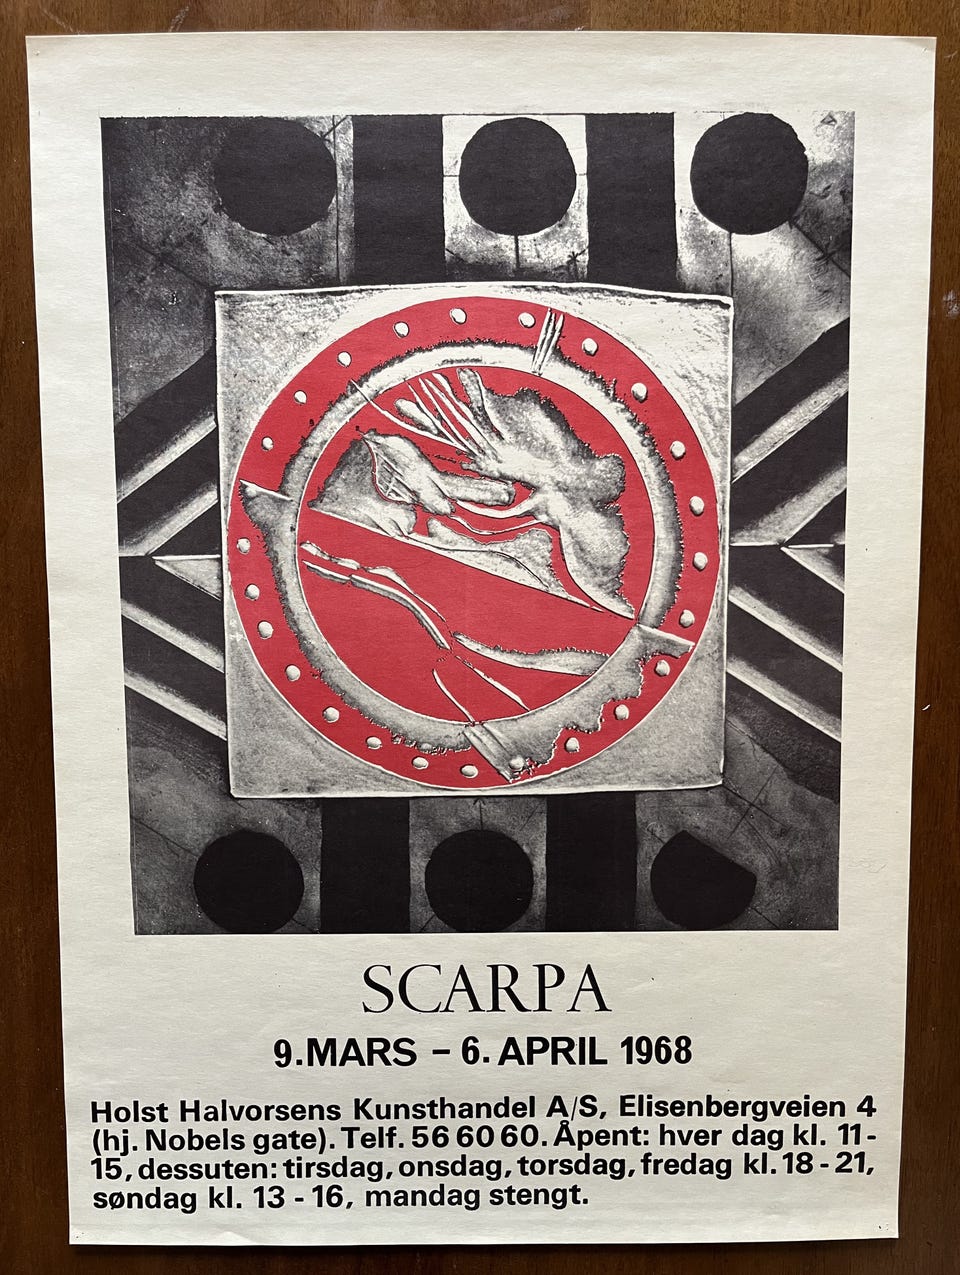 SCARPA
9. MARS – 6. APRIL 1968
Holst Halvorsens Kunsthandel A/S, Elisenbergveien 4
(hj. Nobels gate). Telf. 56 60 60. Åpent: hver dag kl. 11-
15, dessuten: tirsdag, onsdag, torsdag, fredag kl. 18 - 21,
søndag kl. 13 - 16, mandag stengt.